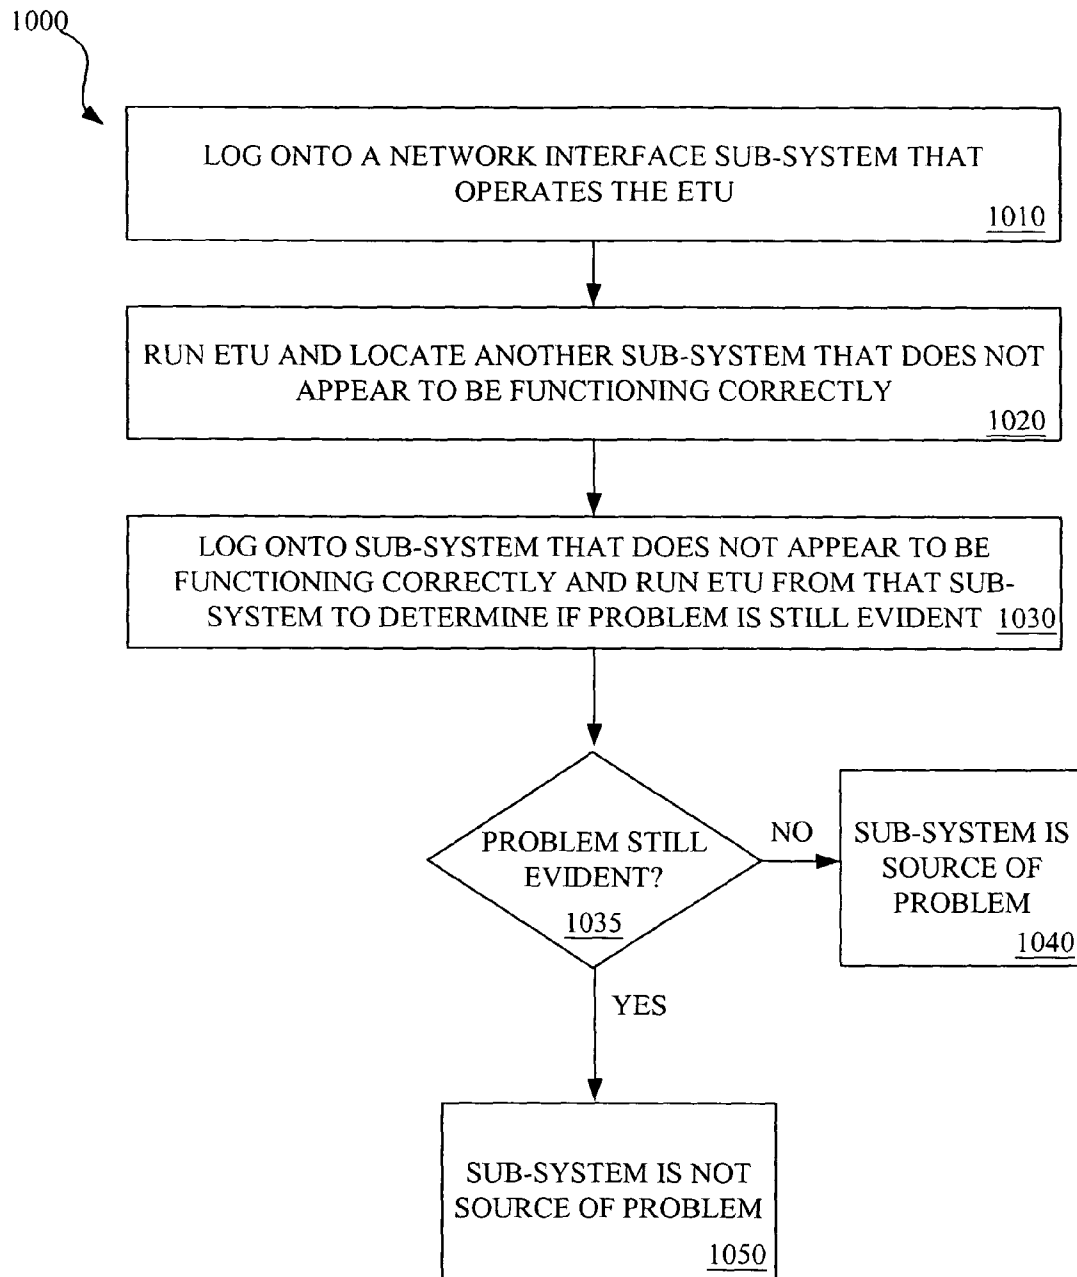 1000
LOG ONTO A NETWORK INTERFACE SUB-SYSTEM THAT
OPERATES THE ETU
1010
RUN ETU AND LOCATE ANOTHER SUB-SYSTEM THAT DOES NOT
APPEAR TO BE FUNCTIONING CORRECTLY
1020
LOG ONTO SUB-SYSTEM THAT DOES NOT APPEAR TO BE
FUNCTIONING CORRECTLY AND RUN ETU FROM THAT SUB-
SYSTEM TO DETERMINE IF PROBLEM IS STILL EVIDENT 1030
PROBLEM STILL
EVIDENT?
1035
NO
SUB-SYSTEM IS
SOURCE OF
PROBLEM
1040
YES
SUB-SYSTEM IS NOT
SOURCE OF PROBLEM
1050